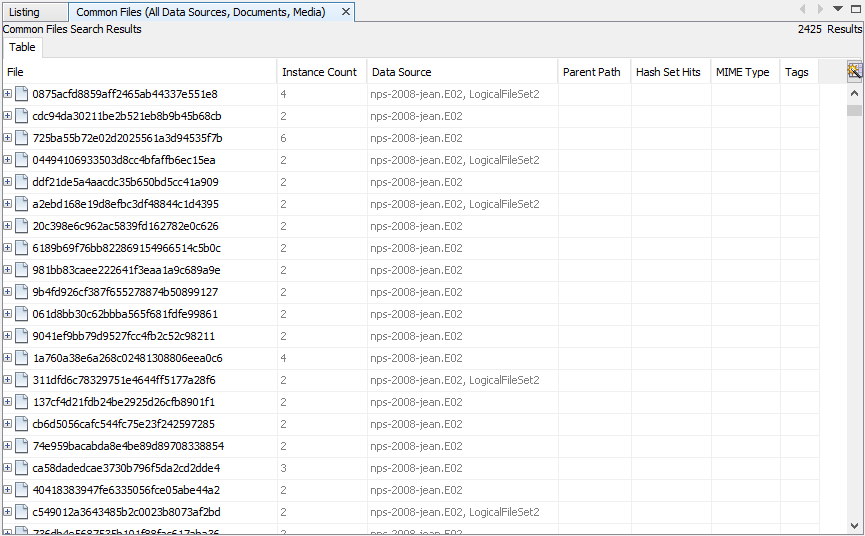 Listing Common Files (All Data Sources, Documents, Media)
Common Files Search Results 2425 Results
Table
File Instance Count Data Source Parent Path Hash Set Hits MIME Type Tags
0875acfd8859aff2465ab44337e551e8 4 nps-2008-jean.E02, LogicalFileSet2
cdc94da30211be2b521eb8b9b45b68cb 2 nps-2008-jean.E02
725ba55b72e02d2025561a3d94535f7b 6 nps-2008-jean.E02
04494106933503d8cc4bfaffb6ec15ea 2 nps-2008-jean.E02, LogicalFileSet2
ddf21de5a4aacdc35b650bd5cc41a909 2 nps-2008-jean.E02
a2ebd168e19d8efbc3df48844c1d4395 2 nps-2008-jean.E02, LogicalFileSet2
20c398e6c962ac5839fd162782e0c626 2 nps-2008-jean.E02
6189b69f76bb822869154966514c5b0c 2 nps-2008-jean.E02
981bb83caee222641f3eaa1a9c689a9e 2 nps-2008-jean.E02
9b4fd926cf387f655278874b50899127 2 nps-2008-jean.E02
061d8bb30c62bbba565f681fdfe99861 2 nps-2008-jean.E02
9041ef9bb79d9527fcc4fb2c52c98211 2 nps-2008-jean.E02
1a760a38e6a268c02481308806eea0c6 4 nps-2008-jean.E02
311dfd6c78329751e4644ff5177a28f6 2 nps-2008-jean.E02, LogicalFileSet2
137cf4d21fdb24be2925d26cfb8901f1 2 nps-2008-jean.E02
cb6d5056cafc544fc75e23f242597285 2 nps-2008-jean.E02
74e959bacabda8e4be89d89708338854 2 nps-2008-jean.E02
ca58dadedcae3730b796f5da2cd2dde4 3 nps-2008-jean.E02
40418383947fe6335056fce05abe44a2 2 nps-2008-jean.E02
c549012a3643485b2c0023b8073af2bd 2 nps-2008-jean.E02, LogicalFileSet2